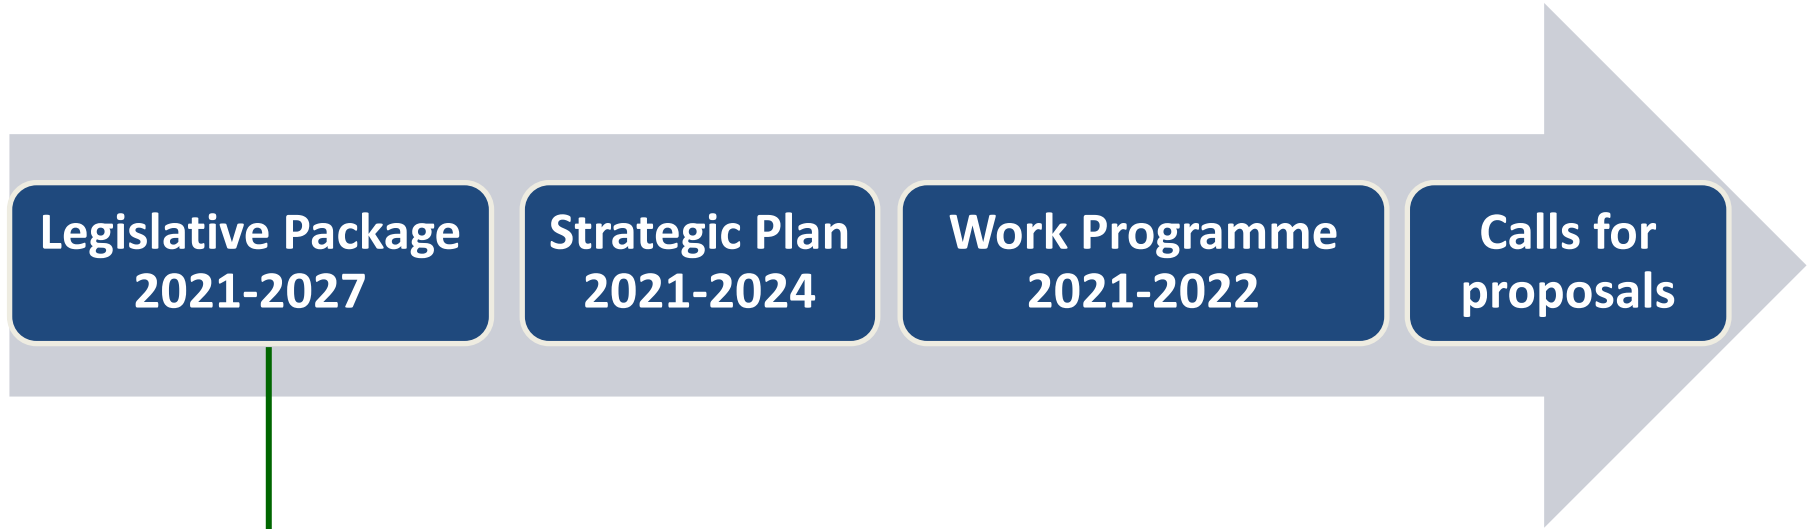 Legislative Package
2021-2027
Strategic Plan
2021-2024
Work Programme
2021-2022
Calls for
proposals